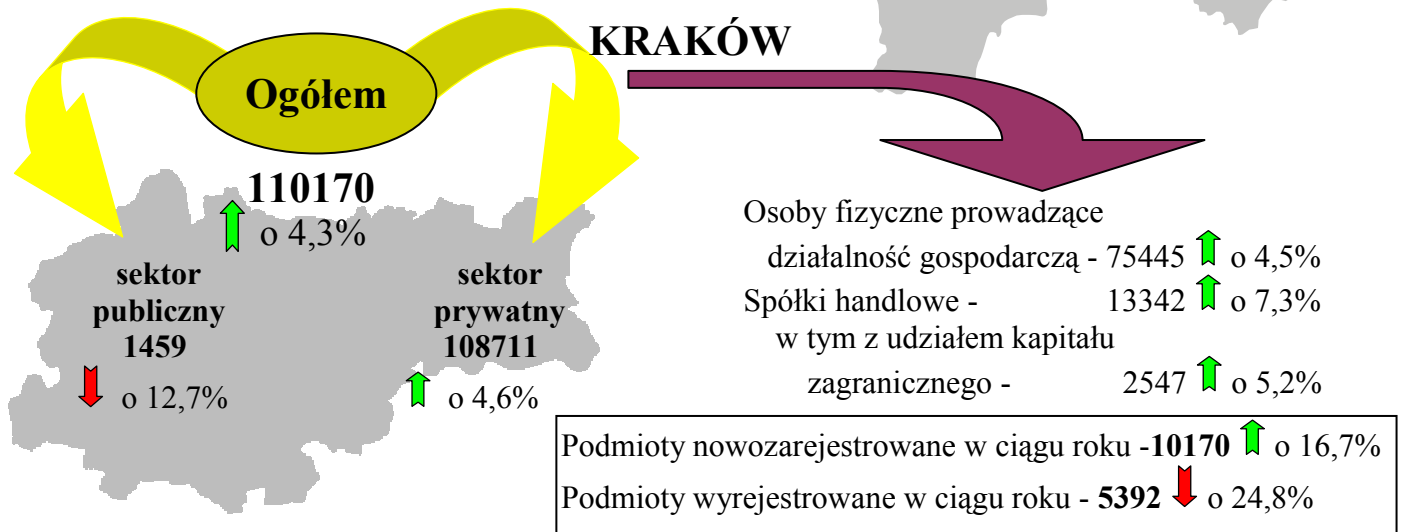 KRAKÓW
Ogółem
110170
o 4,3%
sektor
publiczny
1459
o 12,7%
sektor
prywatny
108711
o 4,6%
Osoby fizyczne prowadzące
działalność gospodarczą - 75445 o 4,5%
Spółki handlowe - 13342 o 7,3%
w tym z udziałem kapitału
zagranicznego - 2547 o 5,2%
Podmioty nowozarejestrowane w ciągu roku -10170 o 16,7%
Podmioty wyrejestrowane w ciągu roku - 5392 o 24,8%